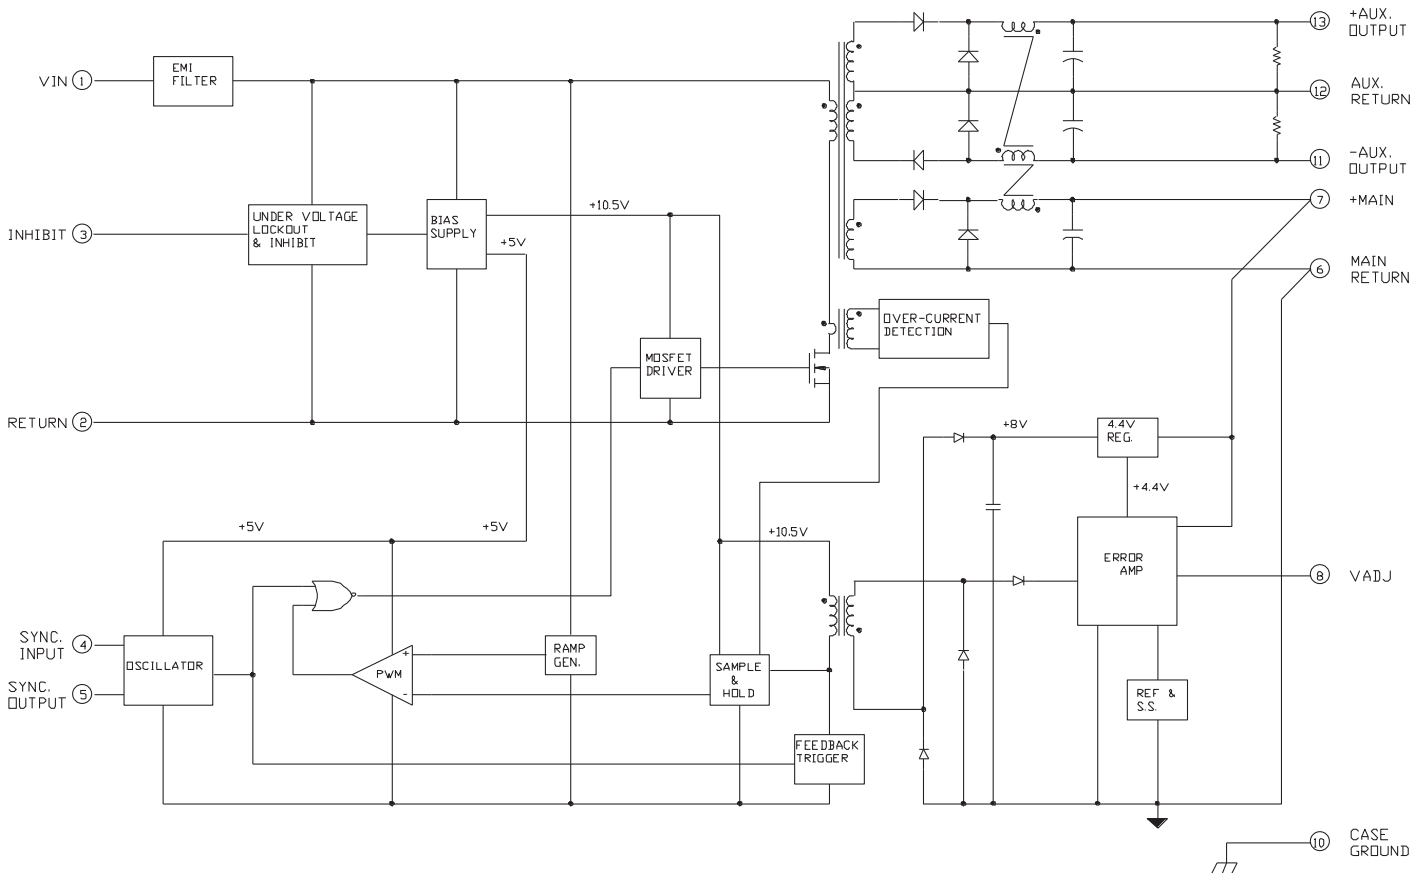 13
+AUX.
OUTPUT
EMI
FILTER
VIN
1
12
AUX.
RETURN
11
-AUX.
OUTPUT
7
+MAIN
UNDER VOLTAGE
LOCKOUT
& INHIBIT
BIAS
SUPPLY
+10.5V
+5V
INHIBIT
3
6
MAIN
RETURN
OVER-CURRENT
DETECTION
MOSFET
DRIVER
RETURN
2
+8V
4.4V
REG.
+4.4V
+5V
+5V
+10.5V
ERROR
AMP
8
VADJ
SYNC.
INPUT
4
OSCILLATOR
SYNC.
OUTPUT
5
PWM
+
-
RAMP
GEN.
SAMPLE
&
HOLD
REF &
S.S.
FEEDBACK
TRIGGER
10
CASE
GROUND